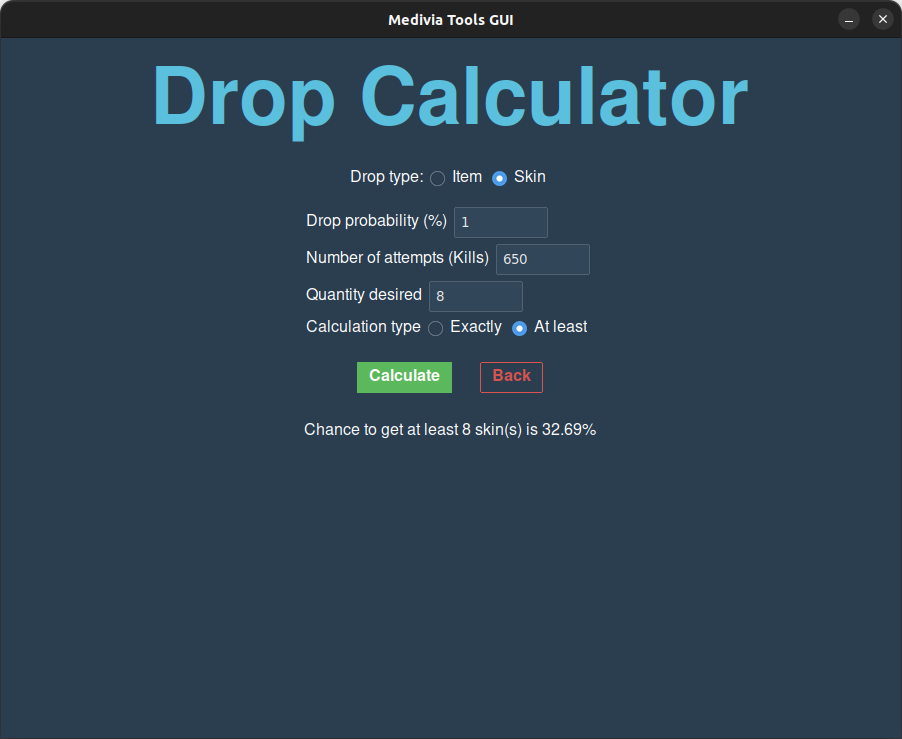 Medivia Tools GUI
Drop Calculator
Drop type: Item Skin
Drop probability (%) 1
Number of attempts (Kills) 650
Quantity desired 8
Calculation type Exactly At least
Calculate Back
Chance to get at least 8 skin(s) is 32.69%